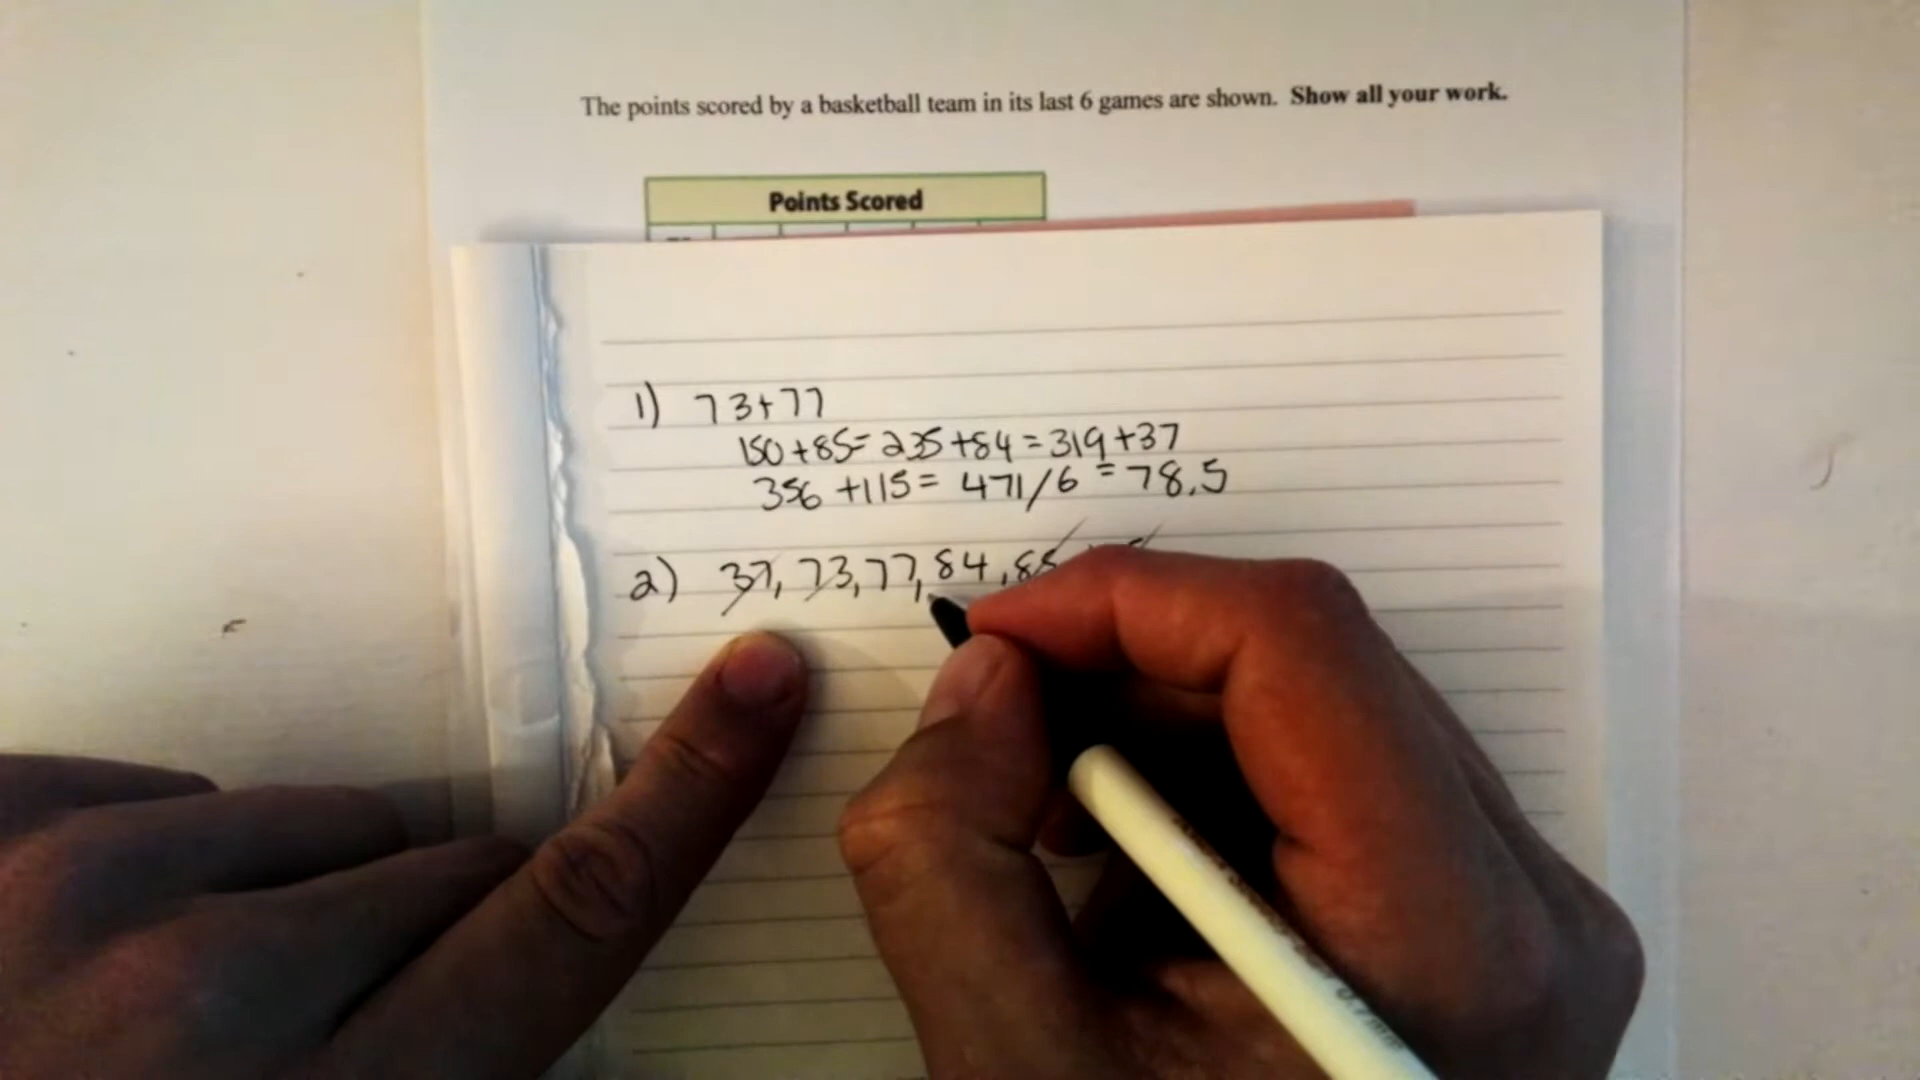 The points scored by a basketball team in its last 6 games are shown. Show all your work.
Points Scored
1) 73+77
150+85= 235+84=319+37
356+115= 471/6 =78.5
2) 37, 73,77,84,85